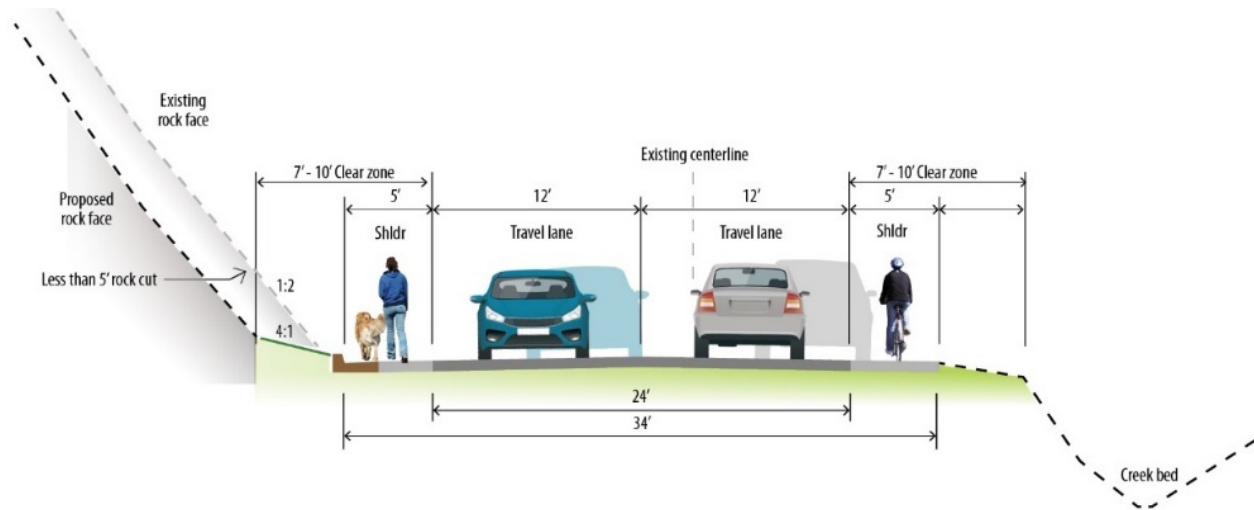 Existing
rock face
Existing centerline
7' - 10' Clear zone
7' - 10' Clear zone
Proposed
rock face
5'
12'
12'
5'
Shldr
Travel lane
Travel lane
Shldr
Less than 5' rock cut
1:2
4:1
24'
34'
Creek bed